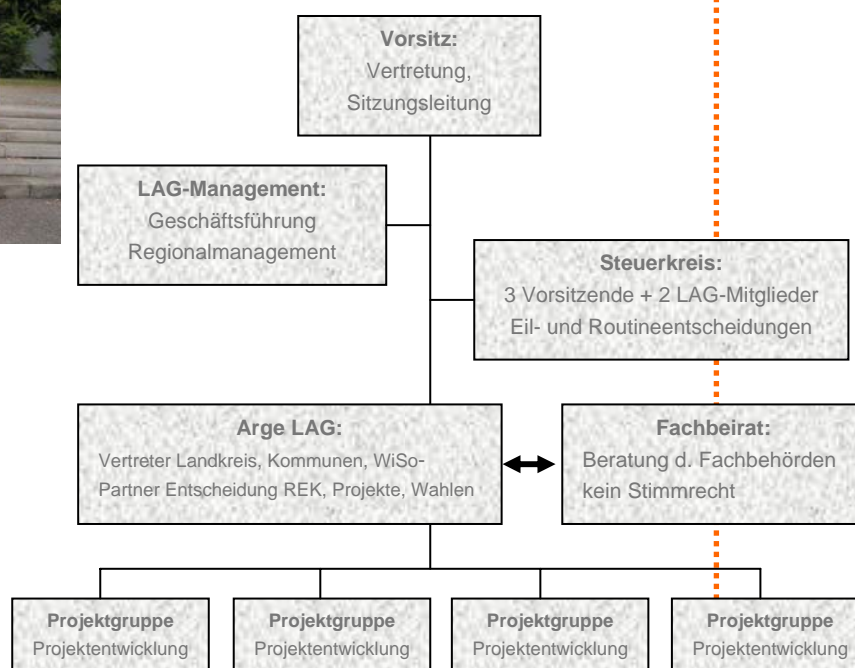 Vorsitz:
Vertretung,
Sitzungsleitung
LAG-Management:
Geschäftsführung
Regionalmanagement
Steuerkreis:
3 Vorsitzende + 2 LAG-Mitglieder
Eil- und Routineentscheidungen
Arge LAG:
Vertreter Landkreis, Kommunen, WiSo-
Partner Entscheidung REK, Projekte, Wahlen
Fachbeirat:
Beratung d. Fachbehörden
kein Stimmrecht
Projektgruppe
Projektentwicklung
Projektgruppe
Projektentwicklung
Projektgruppe
Projektentwicklung
Projektgruppe
Projektentwicklung